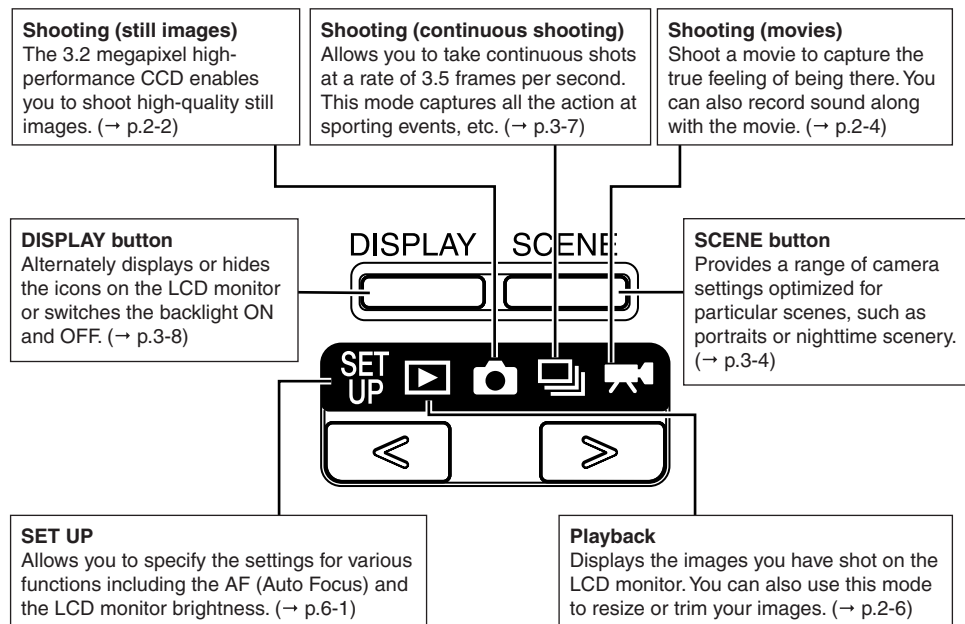 Shooting (still images)
The 3.2 megapixel high-
performance CCD enables
you to shoot high-quality still
images. (→ p.2-2)
Shooting (continuous shooting)
Allows you to take continuous shots
at a rate of 3.5 frames per second.
This mode captures all the action at
sporting events, etc. (→ p.3-7)
Shooting (movies)
Shoot a movie to capture the
true feeling of being there. You
can also record sound along
with the movie. (→ p.2-4)
DISPLAY button
Alternately displays or hides
the icons on the LCD monitor
or switches the backlight ON
and OFF. (→ p.3-8)
DISPLAY SCENE
SCENE button
Provides a range of camera
settings optimized for
particular scenes, such as
portraits or nighttime scenery.
(→ p.3-4)
SET
UP
SET UP
Allows you to specify the settings for various
functions including the AF (Auto Focus) and
the LCD monitor brightness. (→ p.6-1)
Playback
Displays the images you have shot on the
LCD monitor. You can also use this mode
to resize or trim your images. (→ p.2-6)